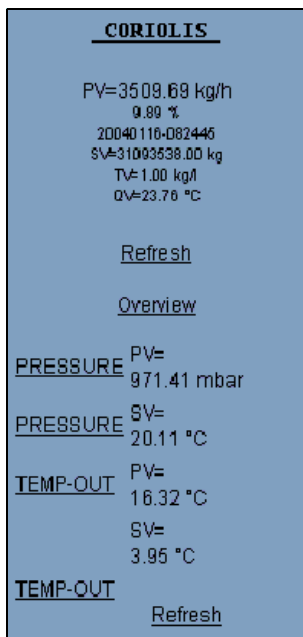 CORIOLIS
PV=3509.69 kg/h
9.89 %
20040116-082446
SV=31093538.00 kg
TV=1.00 kg/l
QV=23.76 °C
Refresh
Overview
PRESSURE PV=
971.41 mbar
PRESSURE SV=
20.11 °C
TEMP-OUT PV=
16.32 °C
SV=
3.95 °C
TEMP-OUT
Refresh